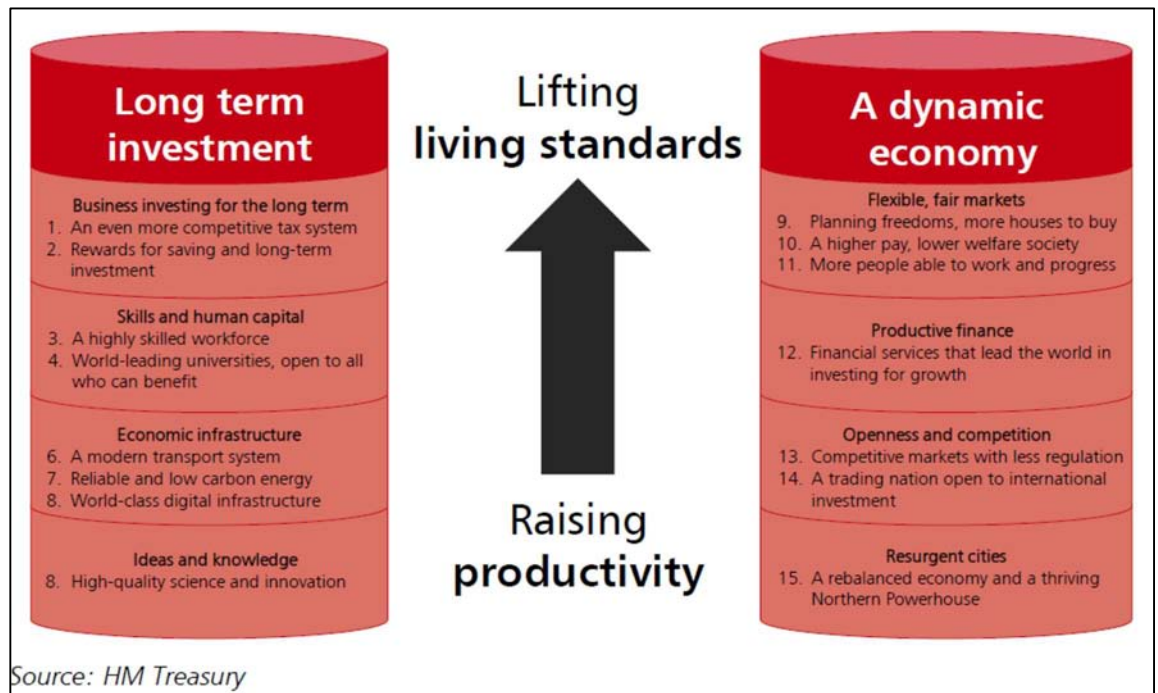 Long term
investment
Business investing for the long term
1. An even more competitive tax system
2. Rewards for saving and long-term
investment
Skills and human capital
3. A highly skilled workforce
4. World-leading universities, open to all
who can benefit
Economic infrastructure
6. A modern transport system
7. Reliable and low carbon energy
8. World-class digital infrastructure
Ideas and knowledge
8. High-quality science and innovation
Lifting
living standards
Raising
productivity
A dynamic
economy
Flexible, fair markets
9. Planning freedoms, more houses to buy
10. A higher pay, lower welfare society
11. More people able to work and progress
Productive finance
12. Financial services that lead the world in
investing for growth
Openness and competition
13. Competitive markets with less regulation
14. A trading nation open to international
investment
Resurgent cities
15. A rebalanced economy and a thriving
Northern Powerhouse
Source: HM Treasury